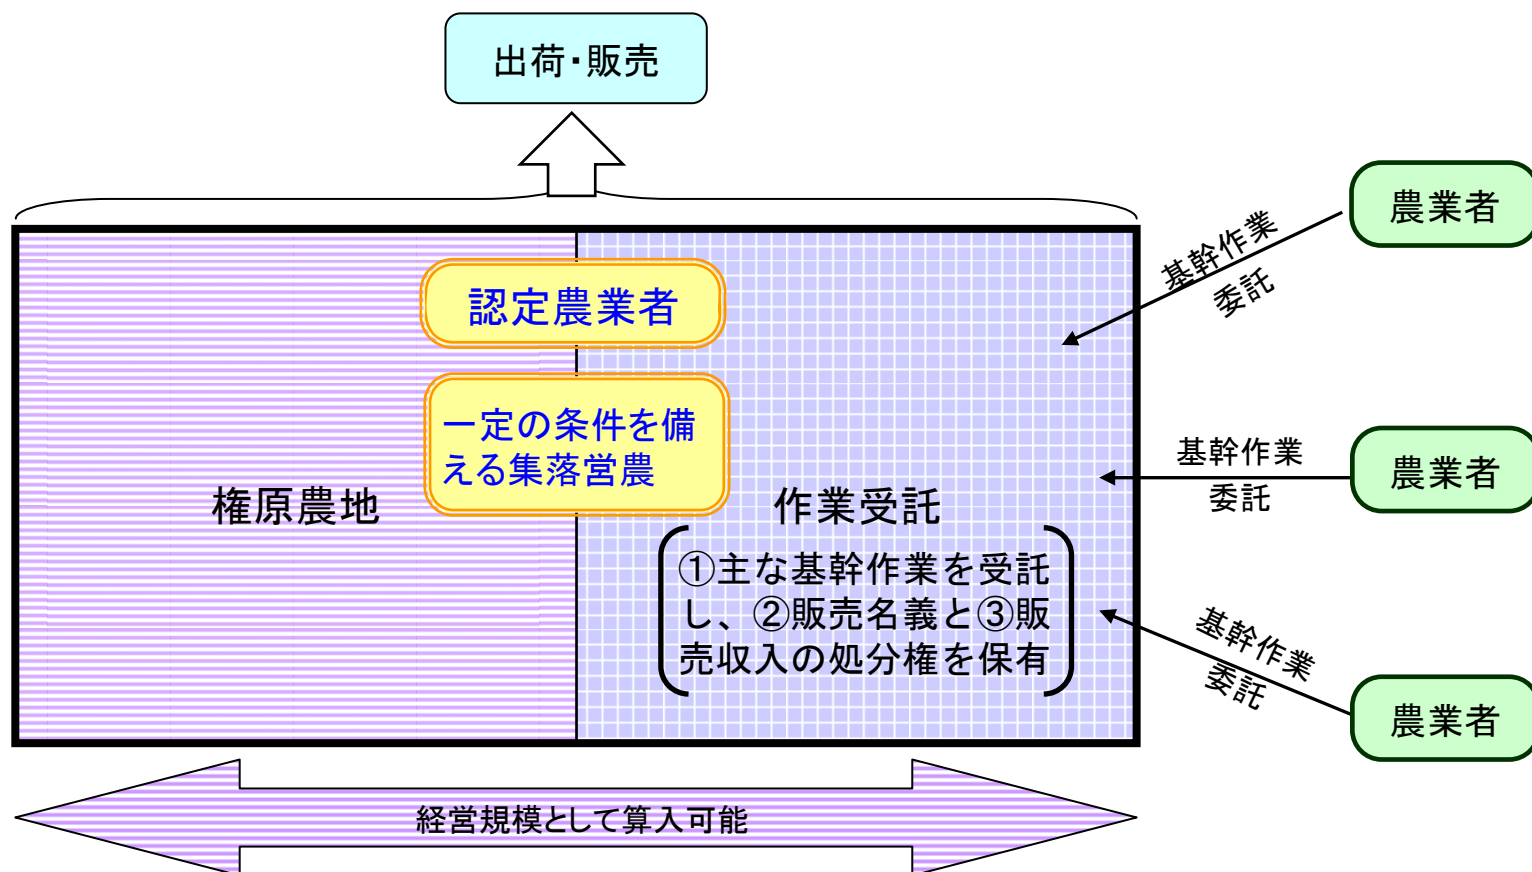 出荷・販売
農業者
基幹作業
委託
認定農業者
一定の条件を備
える集落営農
農業者
基幹作業
委託
権原農地
作業受託
①主な基幹作業を受託
し、②販売名義と③販
売収入の処分権を保有
農業者
基幹作業
委託
経営規模として算入可能